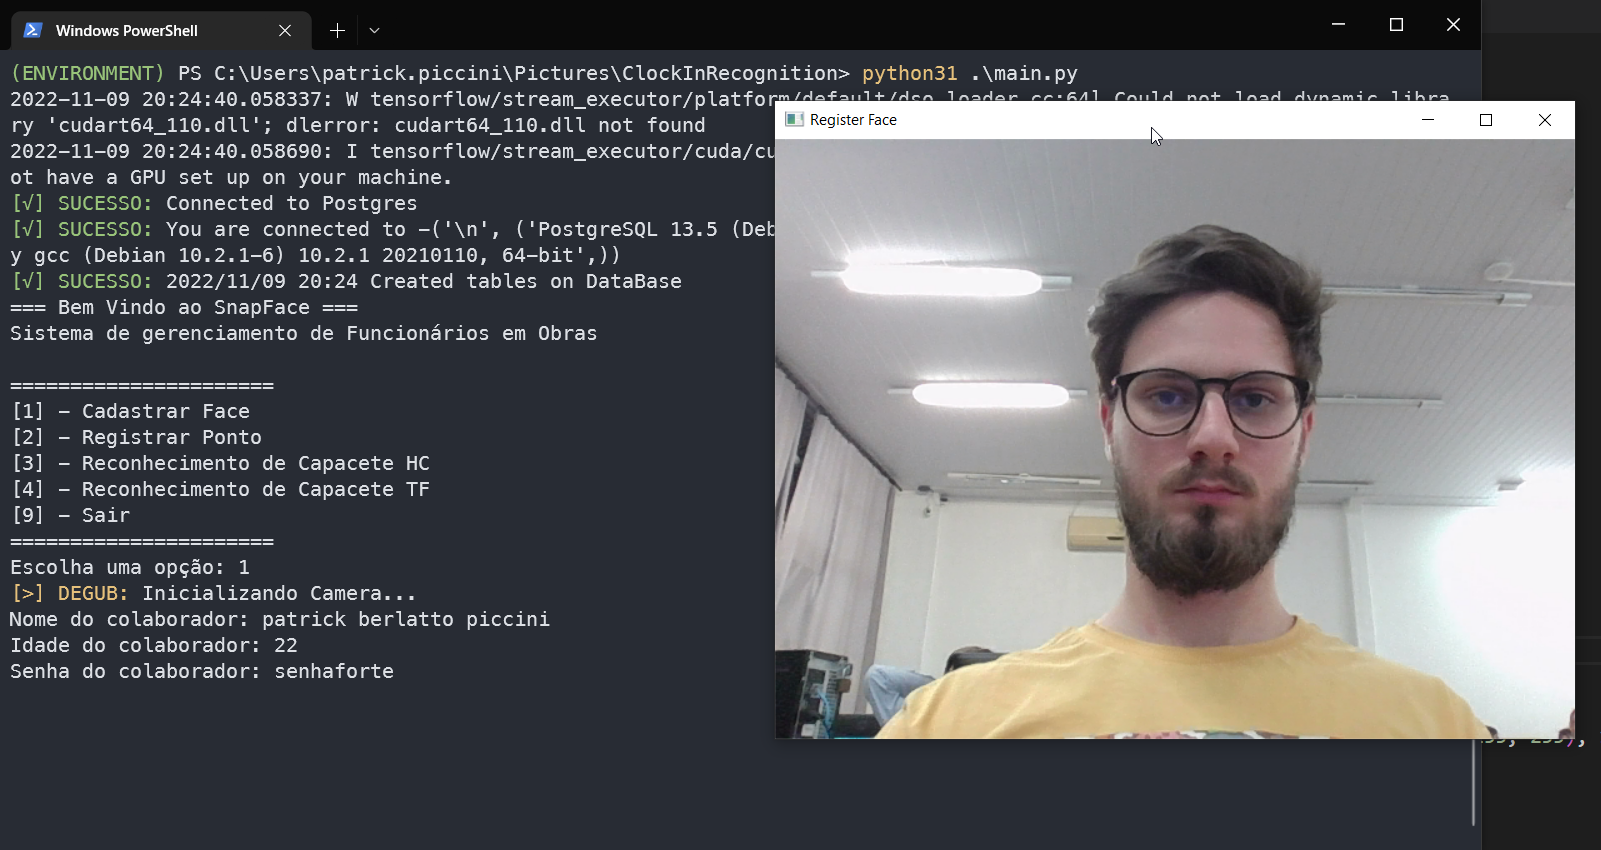 Windows PowerShell
(ENVIRONMENT) PS C:\Users\patrick.piccini\Pictures\ClockInRecognition> python31 .\main.py
2022-11-09 20:24:40.058337: W tensorflow/stream_executor/platform/default/dso_loader.cc:64] Could not load dynamic libra
ry 'cudart64_110.dll'; dlerror: cudart64_110.dll not found
2022-11-09 20:24:40.058690: I tensorflow/stream_executor/cuda/cu
ot have a GPU set up on your machine.
[√] SUCESSO: Connected to Postgres
[√] SUCESSO: You are connected to -('\n', ('PostgreSQL 13.5 (Deb
y gcc (Debian 10.2.1-6) 10.2.1 20210110, 64-bit',))
[√] SUCESSO: 2022/11/09 20:24 Created tables on DataBase
=== Bem Vindo ao SnapFace ===
Sistema de gerenciamento de Funcionários em Obras
======================
[1] - Cadastrar Face
[2] - Registrar Ponto
[3] - Reconhecimento de Capacete HC
[4] - Reconhecimento de Capacete TF
[9] - Sair
======================
Escolha uma opção: 1
[>] DEGUB: Inicializando Camera...
Nome do colaborador: patrick berlatto piccini
Idade do colaborador: 22
Senha do colaborador: senhaforte
Register Face